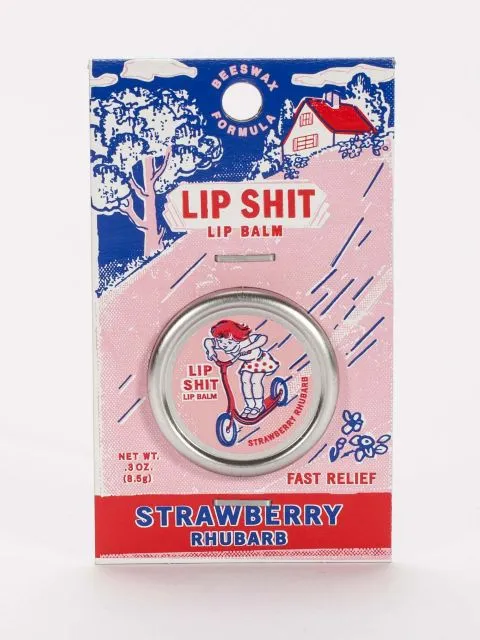 BEESWAX
FORMULA
LIP SHIT
LIP BALM
LIP
SHIT
LIP BALM
STRAWBERRY RHUBARB
NET WT.
.3 OZ.
(8.5g)
FAST RELIEF
STRAWBERRY
RHUBARB